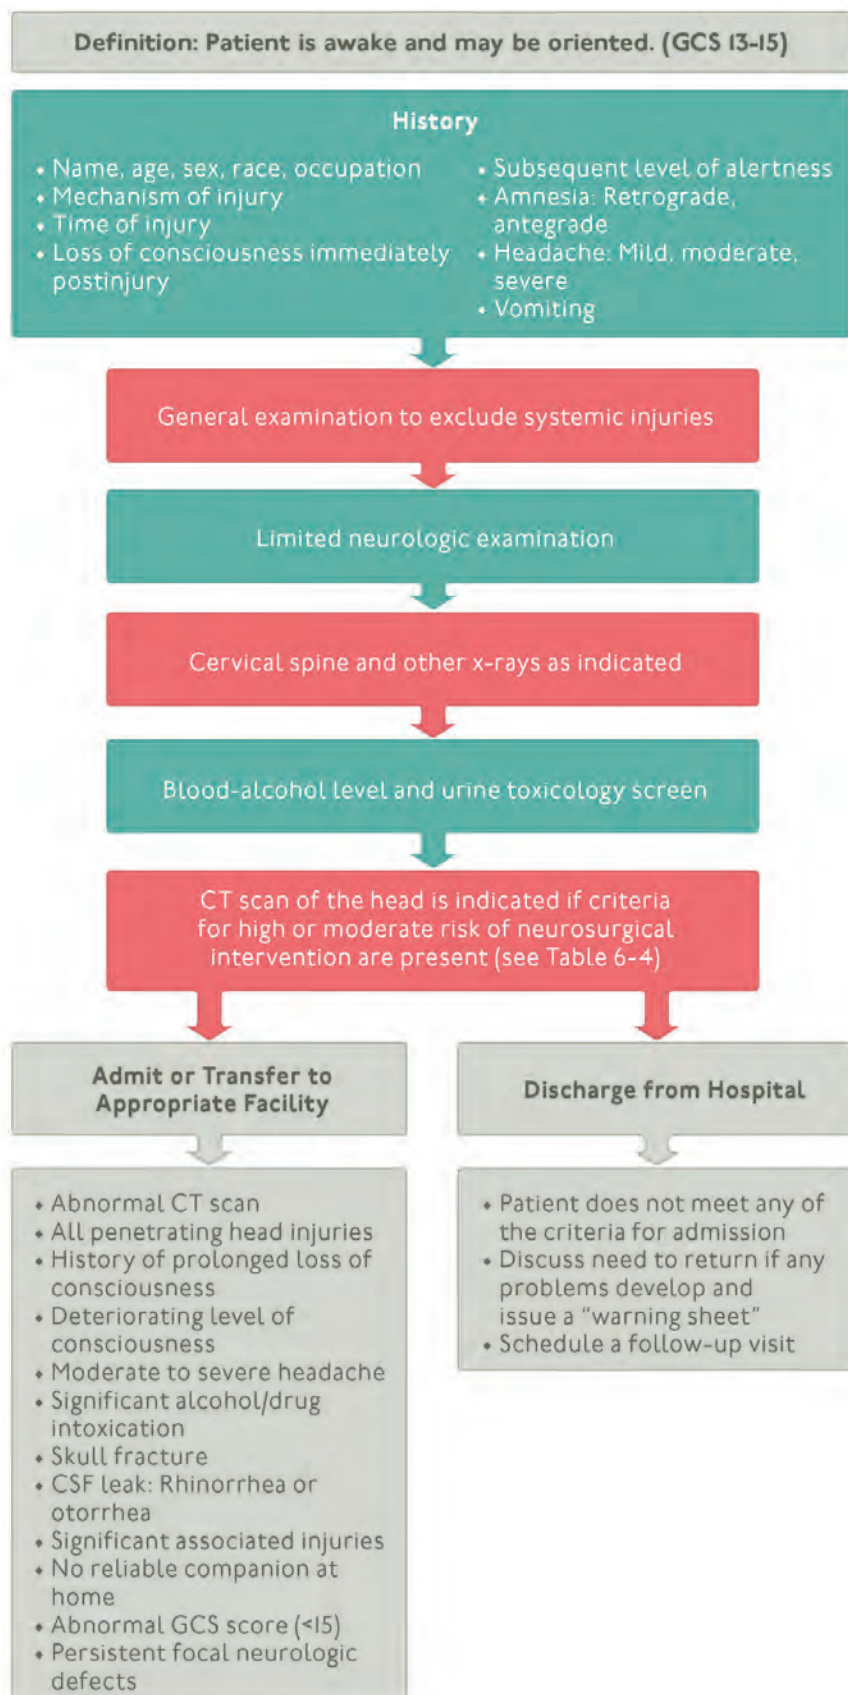 Definition: Patient is awake and may be oriented. (GCS 13-15)
History
• Name, age, sex, race, occupation
• Mechanism of injury
• Time of injury
• Loss of consciousness immediately
postinjury
• Subsequent level of alertness
• Amnesia: Retrograde,
antegrade
• Headache: Mild, moderate,
severe
• Vomiting
General examination to exclude systemic injuries
Limited neurologic examination
Cervical spine and other x-rays as indicated
Blood-alcohol level and urine toxicology screen
CT scan of the head is indicated if criteria
for high or moderate risk of neurosurgical
intervention are present (see Table 6-4)
Admit or Transfer to
Appropriate Facility
• Abnormal CT scan
• All penetrating head injuries
• History of prolonged loss of
consciousness
• Deteriorating level of
consciousness
• Moderate to severe headache
• Significant alcohol/drug
intoxication
• Skull fracture
• CSF leak: Rhinorrhea or
otorrhea
• Significant associated injuries
• No reliable companion at
home
• Abnormal GCS score (<15)
• Persistent focal neurologic
defects
Discharge from Hospital
• Patient does not meet any of
the criteria for admission
• Discuss need to return if any
problems develop and
issue a “warning sheet”
• Schedule a follow-up visit